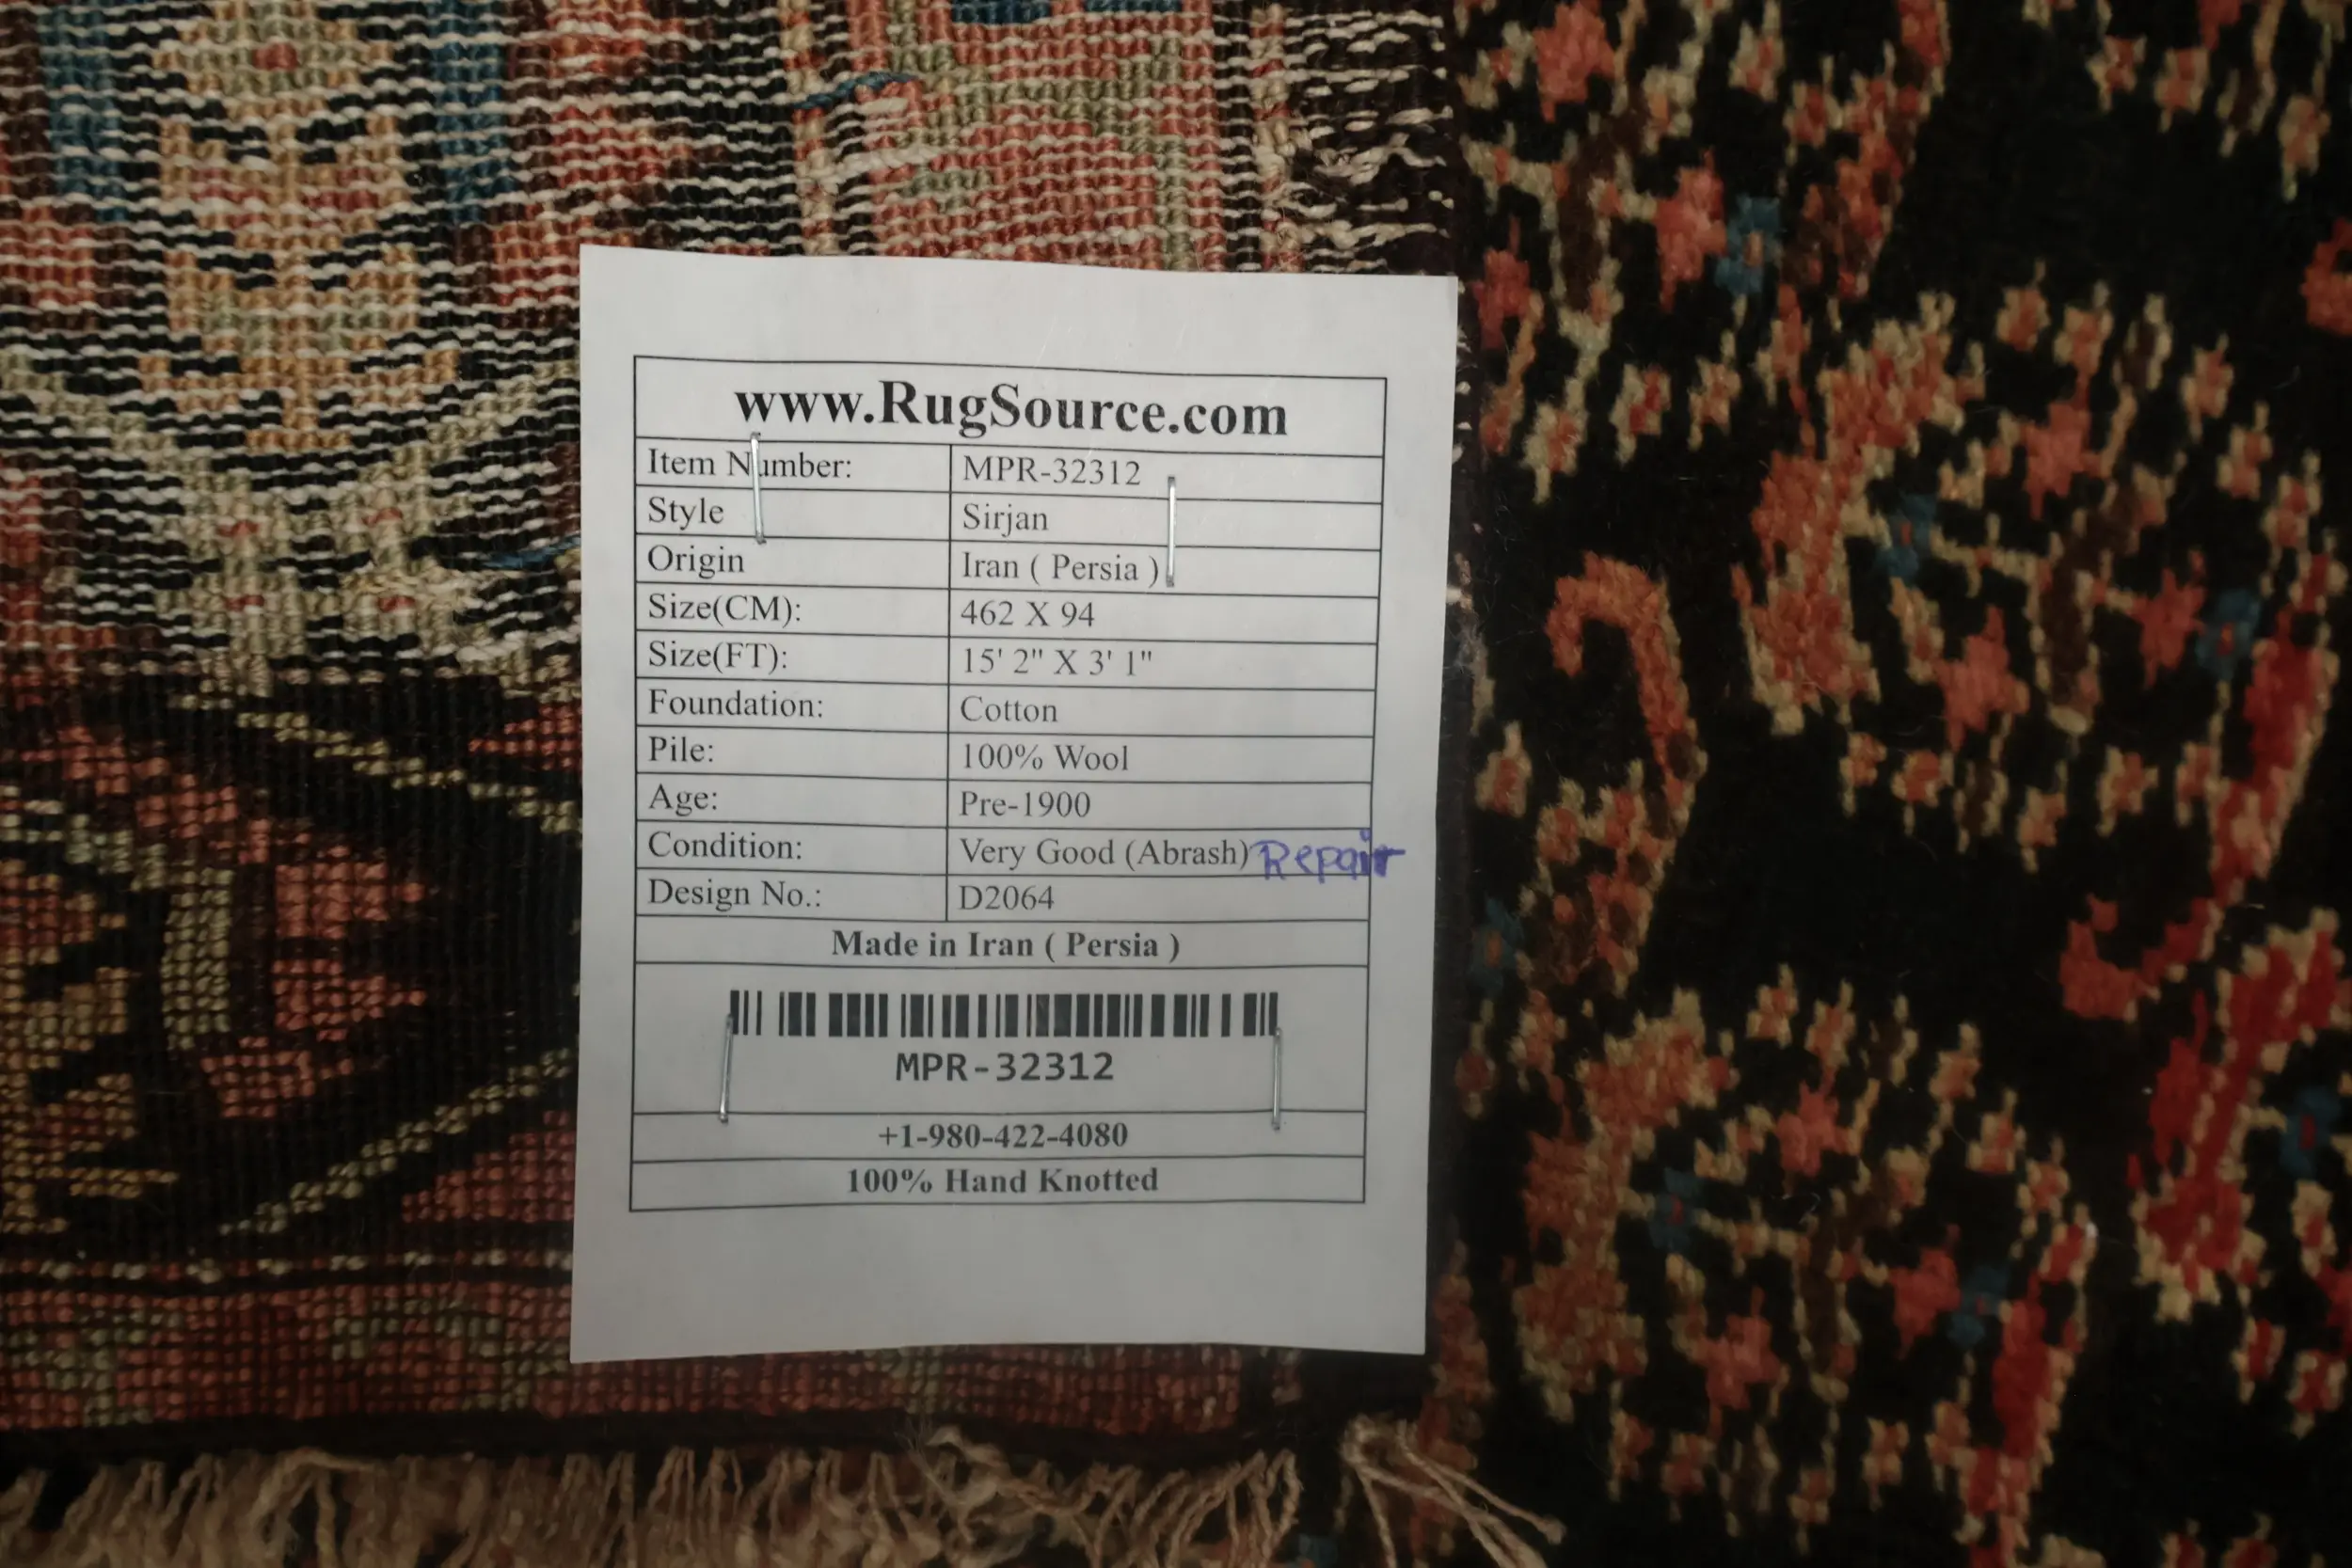 www.RugSource.com
Item Number: MPR-32312
Style Sirjan
Origin Iran ( Persia )
Size(CM): 462 X 94
Size(FT): 15' 2" X 3' 1"
Foundation: Cotton
Pile: 100% Wool
Age: Pre-1900
Condition: Very Good (Abrash) Repair
Design No.: D2064
Made in Iran ( Persia )
MPR-32312
+1-980-422-4080
100% Hand Knotted